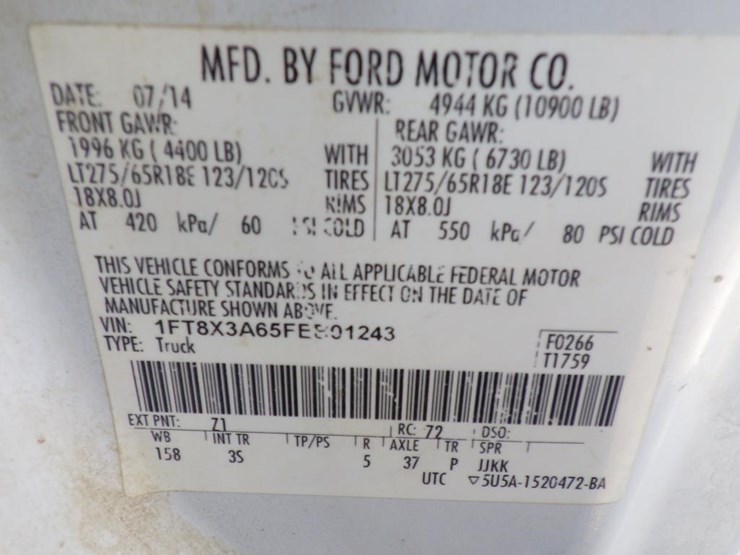 MFD. BY FORD MOTOR CO.
DATE: 07/14 GVWR: 4944 KG (10900 LB)
FRONT GAWR: REAR GAWR:
1996 KG ( 4400 LB) WITH 3053 KG ( 6730 LB) WITH
LT275/65R18E 123/120S TIRES LT275/65R18E 123/120S TIRES
18X8.0J RIMS 18X8.0J RIMS
AT 420 kPa/ 60 PSI COLD AT 550 kPa/ 80 PSI COLD
THIS VEHICLE CONFORMS TO ALL APPLICABLE FEDERAL MOTOR
VEHICLE SAFETY STANDARDS IN EFFECT ON THE DATE OF
MANUFACTURE SHOWN ABOVE.
VIN: F0266
TYPE: Truck T1759
EXT PNT: Z1 RC: 72 DSO:
WB INT TR TP/PS R AXLE TR SPR
158 3S 5 37 P JJKK
UTC ▽5U5A-1520472-BA